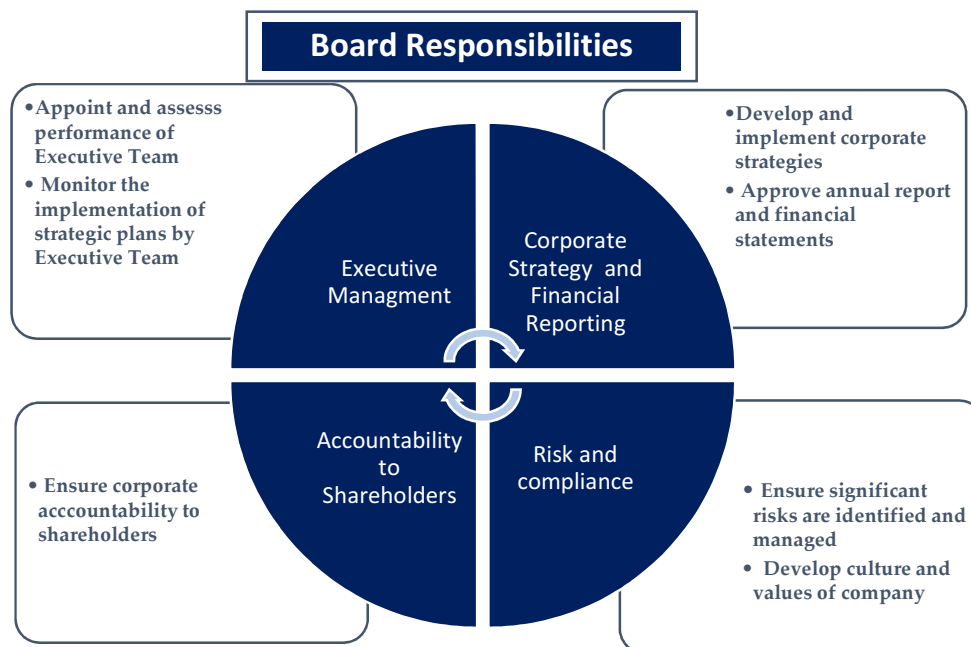 Board Responsibilities
•Appoint and assesss
performance of
Executive Team
• Monitor the
implementation of
strategic plans by
Executive Team
•Develop and
implement corporate
strategies
• Approve annual report
and financial
statements
Executive
Managment
Corporate
Strategy and
Financial
Reporting
Accountability
to
Shareholders
Risk and
compliance
• Ensure corporate
acccountability to
shareholders
• Ensure significant
risks are identified and
managed
• Develop culture and
values of company